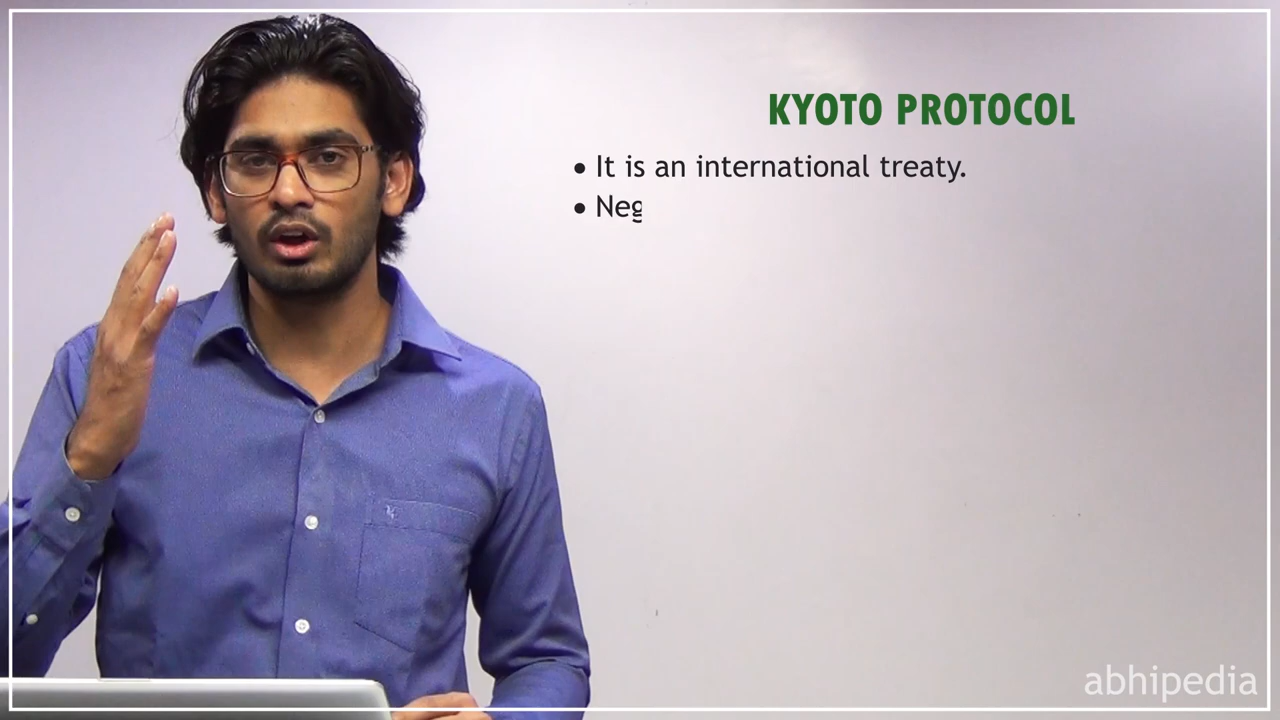 KYOTO PROTOCOL
• It is an international treaty.
• Neg
abhipedia